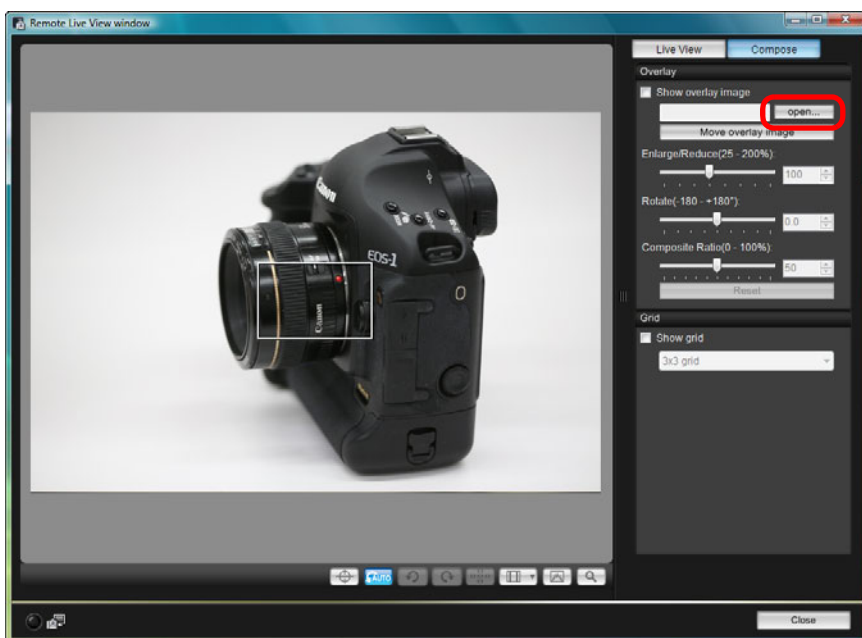 Remote Live View window
Live View
Compose
Overlay
Show overlay image
open...
Move overlay image
Enlarge/Reduce(25 - 200%):
100
Rotate(-180 - +180°):
0.0
Composite Ratio(0 - 100%):
50
Reset
Grid
Show grid
3x3 grid
Canon
EOS-1
CANON
AUTO
Close